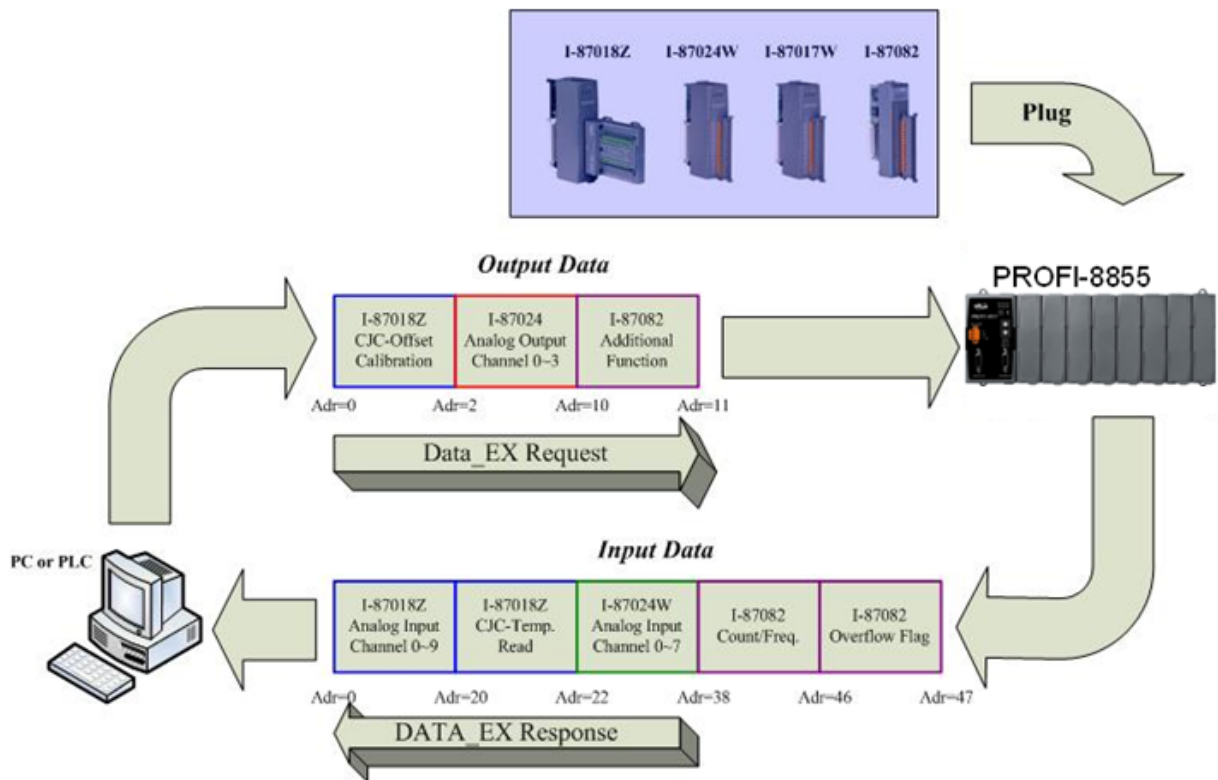 I-87018Z
I-87024W
I-87017W
I-87082
Plug
Output Data
PROFI-8855
I-87018Z
CJC-Offset
Calibration
I-87024
Analog Output
Channel 0~3
I-87082
Additional
Function
Adr=0
Adr=2
Adr=10
Adr=11
Data_EX Request
PC or PLC
Input Data
I-87018Z
Analog Input
Channel 0~9
I-87018Z
CJC-Temp.
Read
I-87024W
Analog Input
Channel 0~7
I-87082
Count/Freq.
I-87082
Overflow Flag
Adr=0
Adr=20
Adr=22
Adr=38
Adr=46
Adr=47
DATA_EX Response